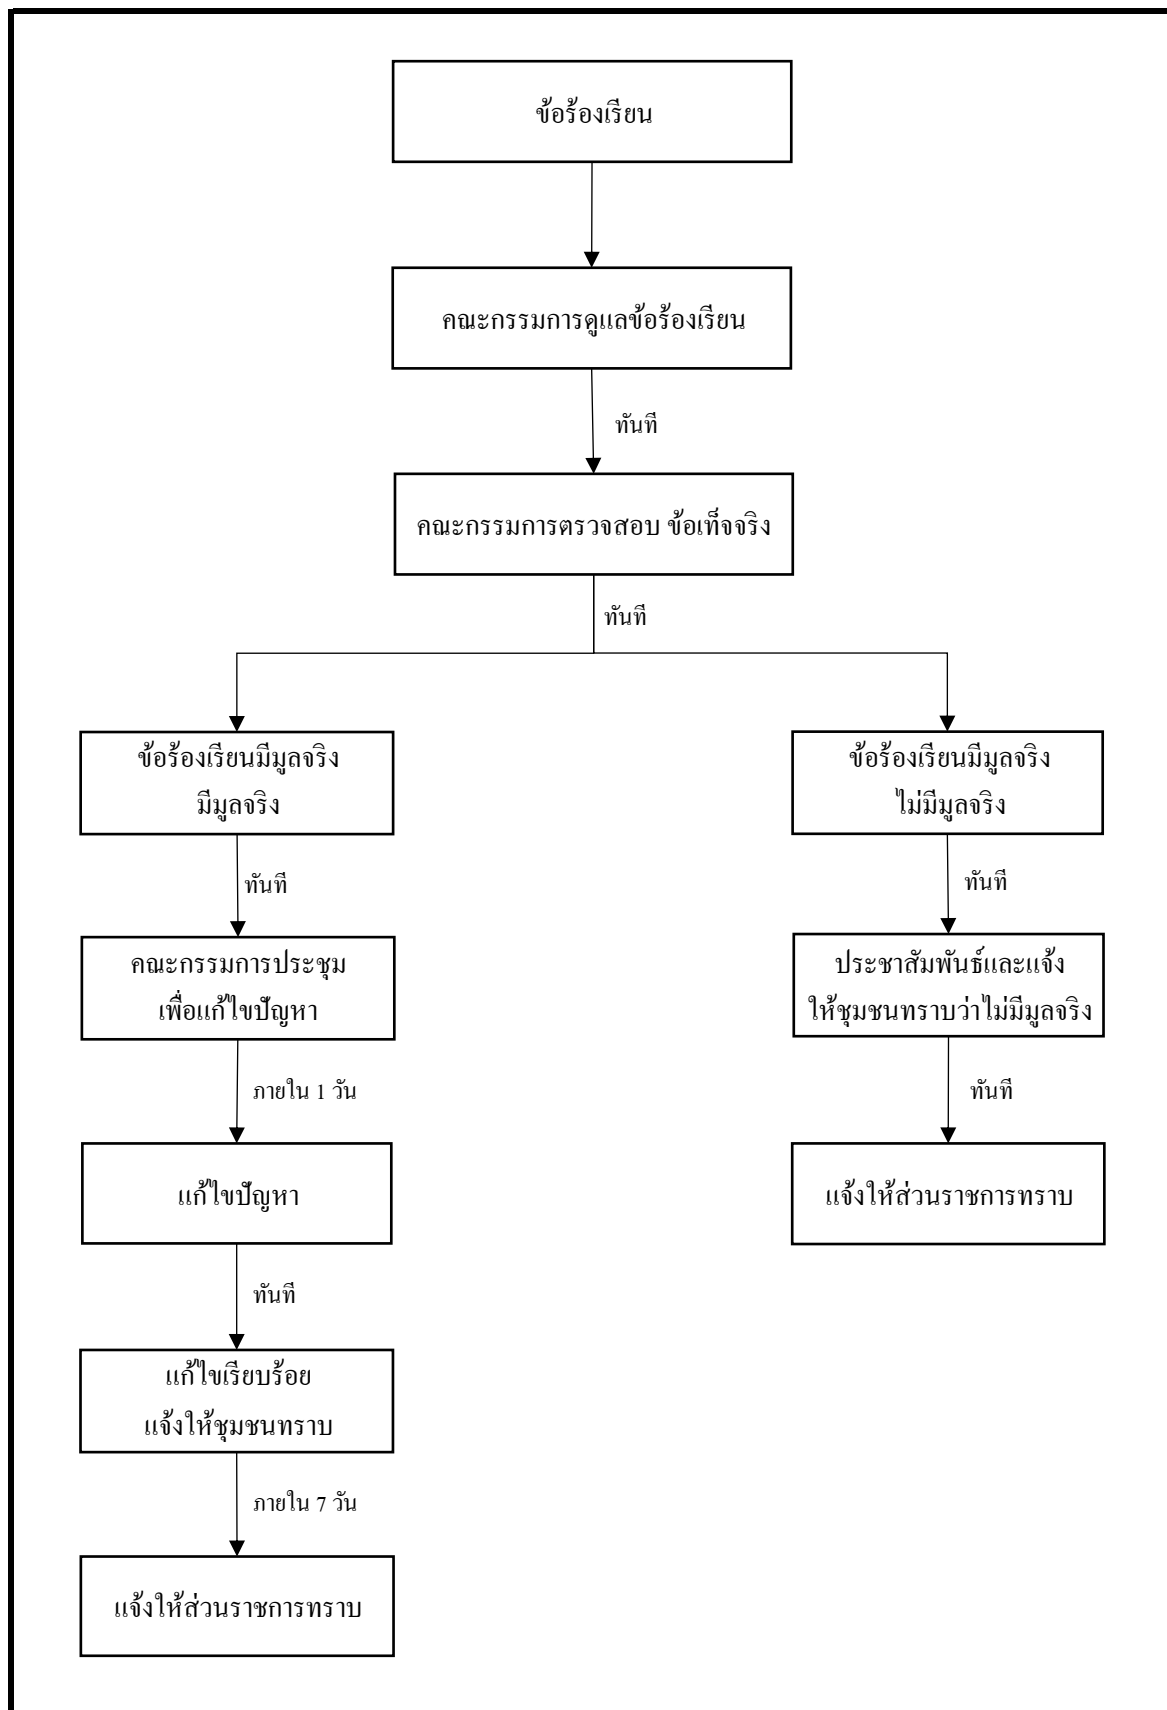 ข้อร้องเรียน
คณะกรรมการดูแลข้อร้องเรียน
ทันที
คณะกรรมการตรวจสอบ ข้อเท็จจริง
ทันที
ข้อร้องเรียนมีมูลจริง
มีมูลจริง
ทันที
คณะกรรมการประชุม
เพื่อแก้ไขปัญหา
ภายใน 1 วัน
แก้ไขปัญหา
ทันที
แก้ไขเรียบร้อย
แจ้งให้ชุมชนทราบ
ภายใน 7 วัน
แจ้งให้ส่วนราชการทราบ
ข้อร้องเรียนมีมูลจริง
ไม่มีมูลจริง
ทันที
ประชาสัมพันธ์และแจ้ง
ให้ชุมชนทราบว่าไม่มีมูลจริง
ทันที
แจ้งให้ส่วนราชการทราบ